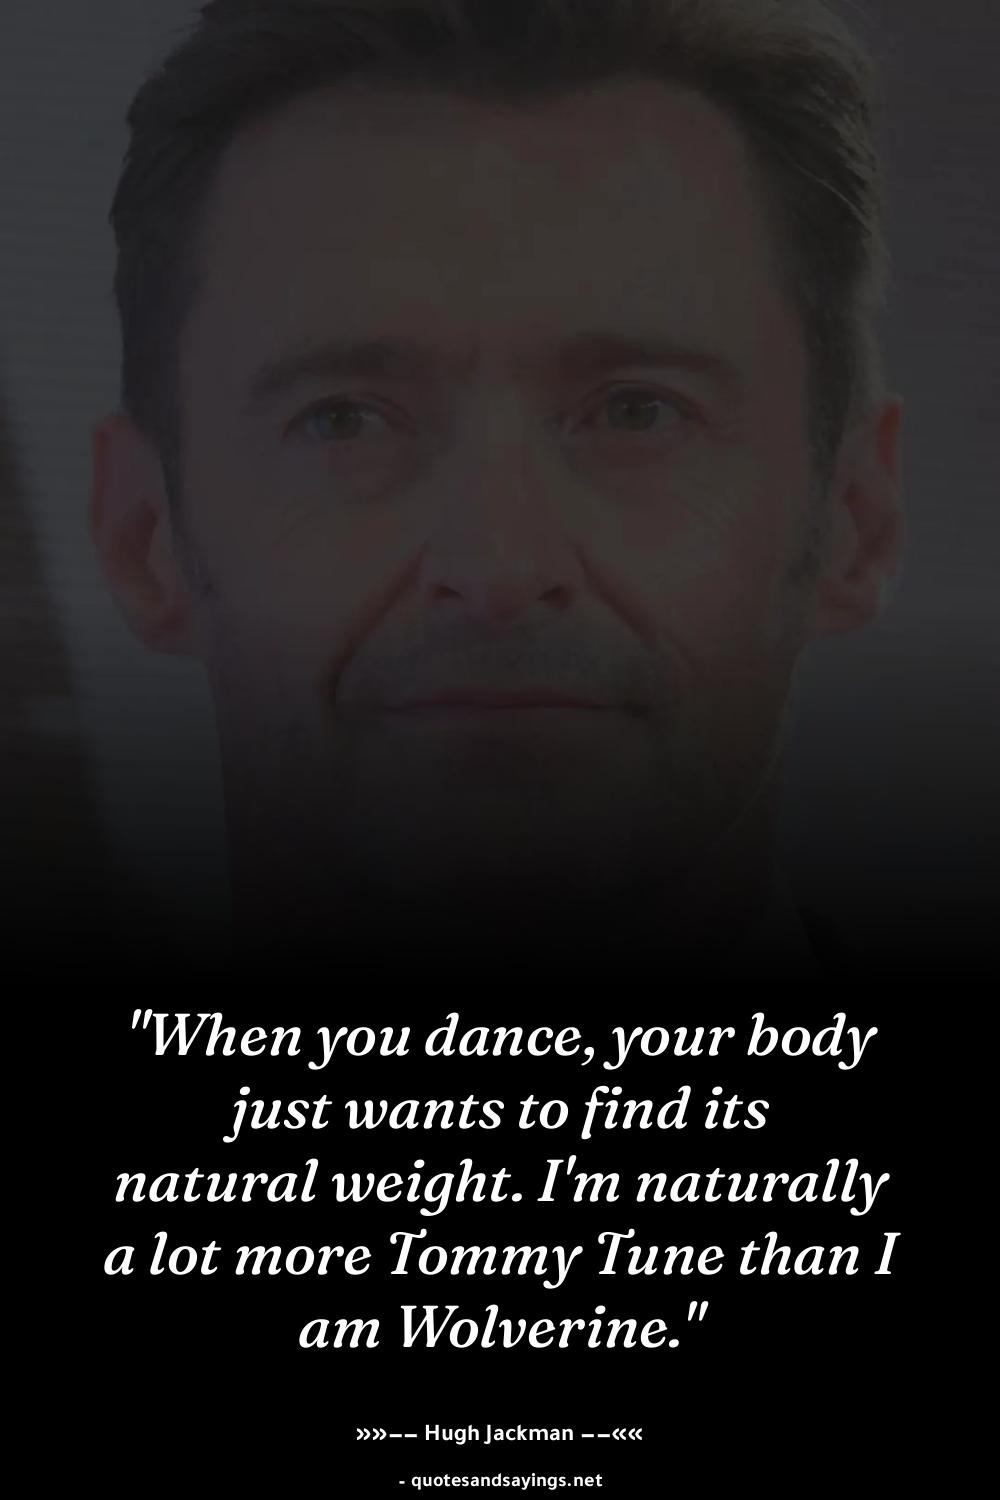 "When you dance, your body
just wants to find its
natural weight. I'm naturally
a lot more Tommy Tune than I
am Wolverine."
»»−− Hugh Jackman −−««
- quotesandsayings.net